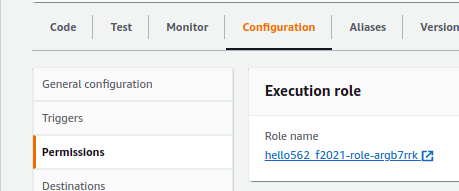 Code Test Monitor Configuration Aliases Version
General configuration
Triggers
Permissions
Destinations
Execution role
Role name
hello562_f2021-role-argb7rrk